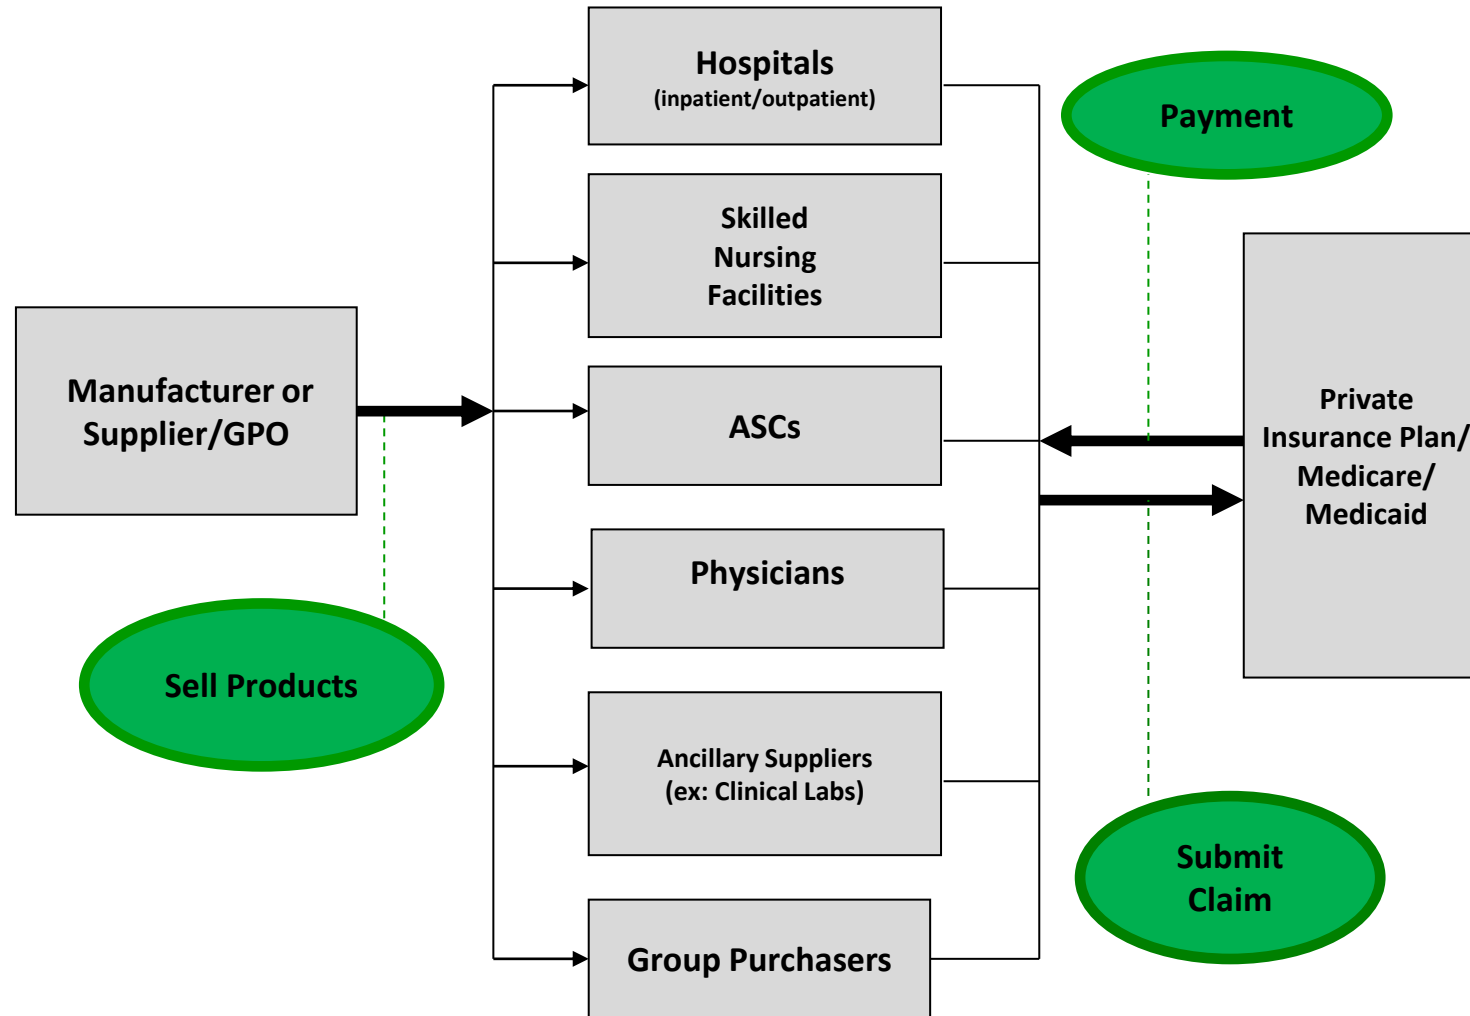 Hospitals
(inpatient/outpatient)
Payment
Skilled
Nursing
Facilities
Manufacturer or
Supplier/GPO
ASCs
Private
Insurance Plan/
Medicare/
Medicaid
Physicians
Sell Products
Ancillary Suppliers
(ex: Clinical Labs)
Submit
Claim
Group Purchasers